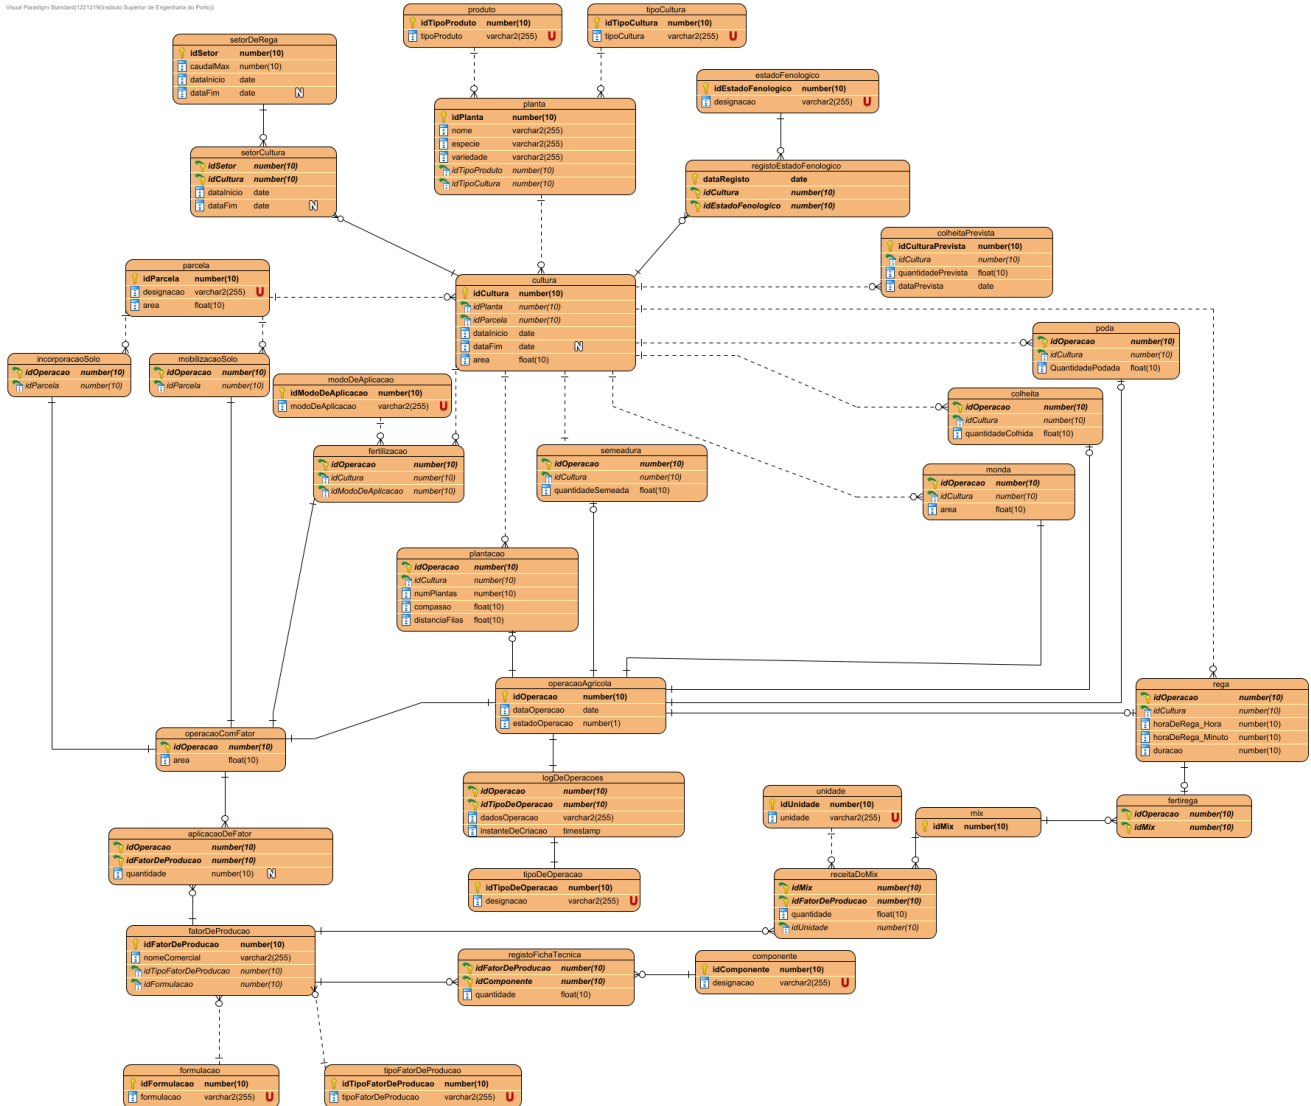 Visual Paradigm Standard(1221219(Instituto Superior de Engenharia do Porto))
produto
idTipoProduto number(10)
tipoProduto varchar2(255) U
tipoCultura
idTipoCultura number(10)
tipoCultura varchar2(255) U
setorDeRega
idSetor number(10)
caudalMax number(10)
dataInicio date
dataFim date N
estadoFenologico
idEstadoFenologico number(10)
designacao varchar2(255) U
planta
idPlanta number(10)
nome varchar2(255)
especie varchar2(255)
variedade varchar2(255)
idTipoProduto number(10)
idTipoCultura number(10)
setorCultura
idSetor number(10)
idCultura number(10)
dataInicio date
dataFim date N
registoEstadoFenologico
dataRegisto date
idCultura number(10)
idEstadoFenologico number(10)
colheitaPrevista
idCulturaPrevista number(10)
idCultura number(10)
quantidadePrevista float(10)
dataPrevista date
parcela
idParcela number(10)
designacao varchar2(255) U
area float(10)
cultura
idCultura number(10)
idPlanta number(10)
idParcela number(10)
dataInicio date
dataFim date N
area float(10)
poda
idOperacao number(10)
idCultura number(10)
QuantidadePodada float(10)
incorporacaoSolo
idOperacao number(10)
idParcela number(10)
mobilizacaoSolo
idOperacao number(10)
idParcela number(10)
modoDeAplicacao
idModoDeAplicacao number(10)
modoDeAplicacao varchar2(255) U
colheita
idOperacao number(10)
idCultura number(10)
quantidadeColhida float(10)
fertilizacao
idOperacao number(10)
idCultura number(10)
idModoDeAplicacao number(10)
semeadura
idOperacao number(10)
idCultura number(10)
quantidadeSemeada float(10)
monda
idOperacao number(10)
idCultura number(10)
area float(10)
plantacao
idOperacao number(10)
idCultura number(10)
numPlantas number(10)
compasso float(10)
distanciaFilas float(10)
operacaoAgricola
idOperacao number(10)
dataOperacao date
estadoOperacao number(1)
rega
idOperacao number(10)
idCultura number(10)
horaDeRega_Hora number(10)
horaDeRega_Minuto number(10)
duracao number(10)
operacaoComFator
idOperacao number(10)
area float(10)
logDeOperacoes
idOperacao number(10)
idTipoDeOperacao number(10)
dadosOperacao varchar2(255)
instanteDeCriacao timestamp
unidade
idUnidade number(10)
unidade varchar2(255) U
mix
idMix number(10)
fertirega
idOperacao number(10)
idMix number(10)
aplicacaoDeFator
idOperacao number(10)
idFatorDeProducao number(10)
quantidade number(10) N
tipoDeOperacao
idTipoDeOperacao number(10)
designacao varchar2(255) U
receitaDoMix
idMix number(10)
idFatorDeProducao number(10)
quantidade float(10)
idUnidade number(10)
fatorDeProducao
idFatorDeProducao number(10)
nomeComercial varchar2(255)
idTipoFatorDeProducao number(10)
idFormulacao number(10)
registoFichaTecnica
idFatorDeProducao number(10)
idComponente number(10)
quantidade float(10)
componente
idComponente number(10)
designacao varchar2(255) U
formulacao
idFormulacao number(10)
formulacao varchar2(255) U
tipoFatorDeProducao
idTipoFatorDeProducao number(10)
tipoFatorDeProducao varchar2(255) U